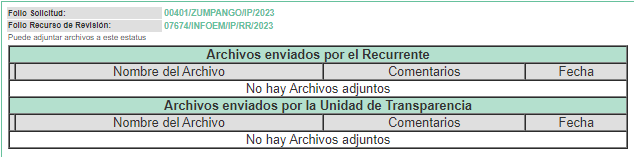 Folio Solicitud: 00401/ZUMPANGO/IP/2023
Folio Recurso de Revisión: 07674/INFOEM/IP/RR/2023
Puede adjuntar archivos a este estatus
Archivos enviados por el Recurrente
Nombre del Archivo Comentarios Fecha
No hay Archivos adjuntos
Archivos enviados por la Unidad de Transparencia
Nombre del Archivo Comentarios Fecha
No hay Archivos adjuntos